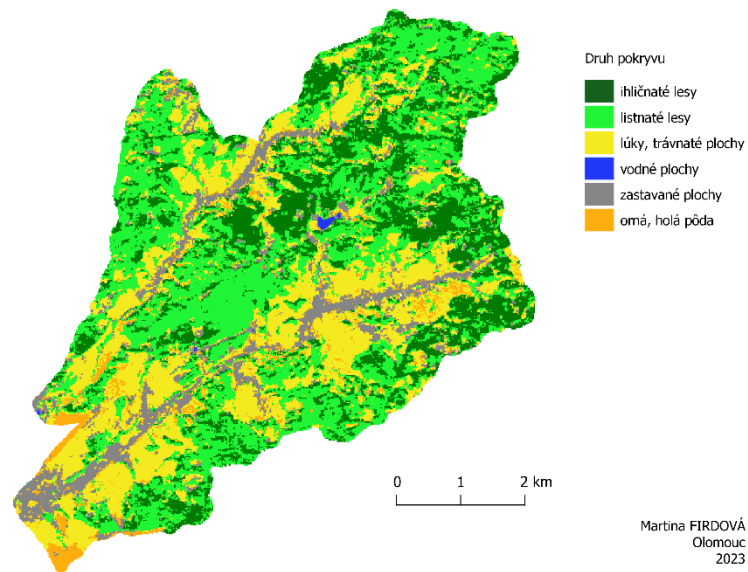 Druh pokryvu
ihličnaté lesy
listnaté lesy
lúky, trávnaté plochy
vodné plochy
zastavané plochy
orná, holá pôda
0 1 2 km
Martina FIRDOVÁ
Olomouc
2023